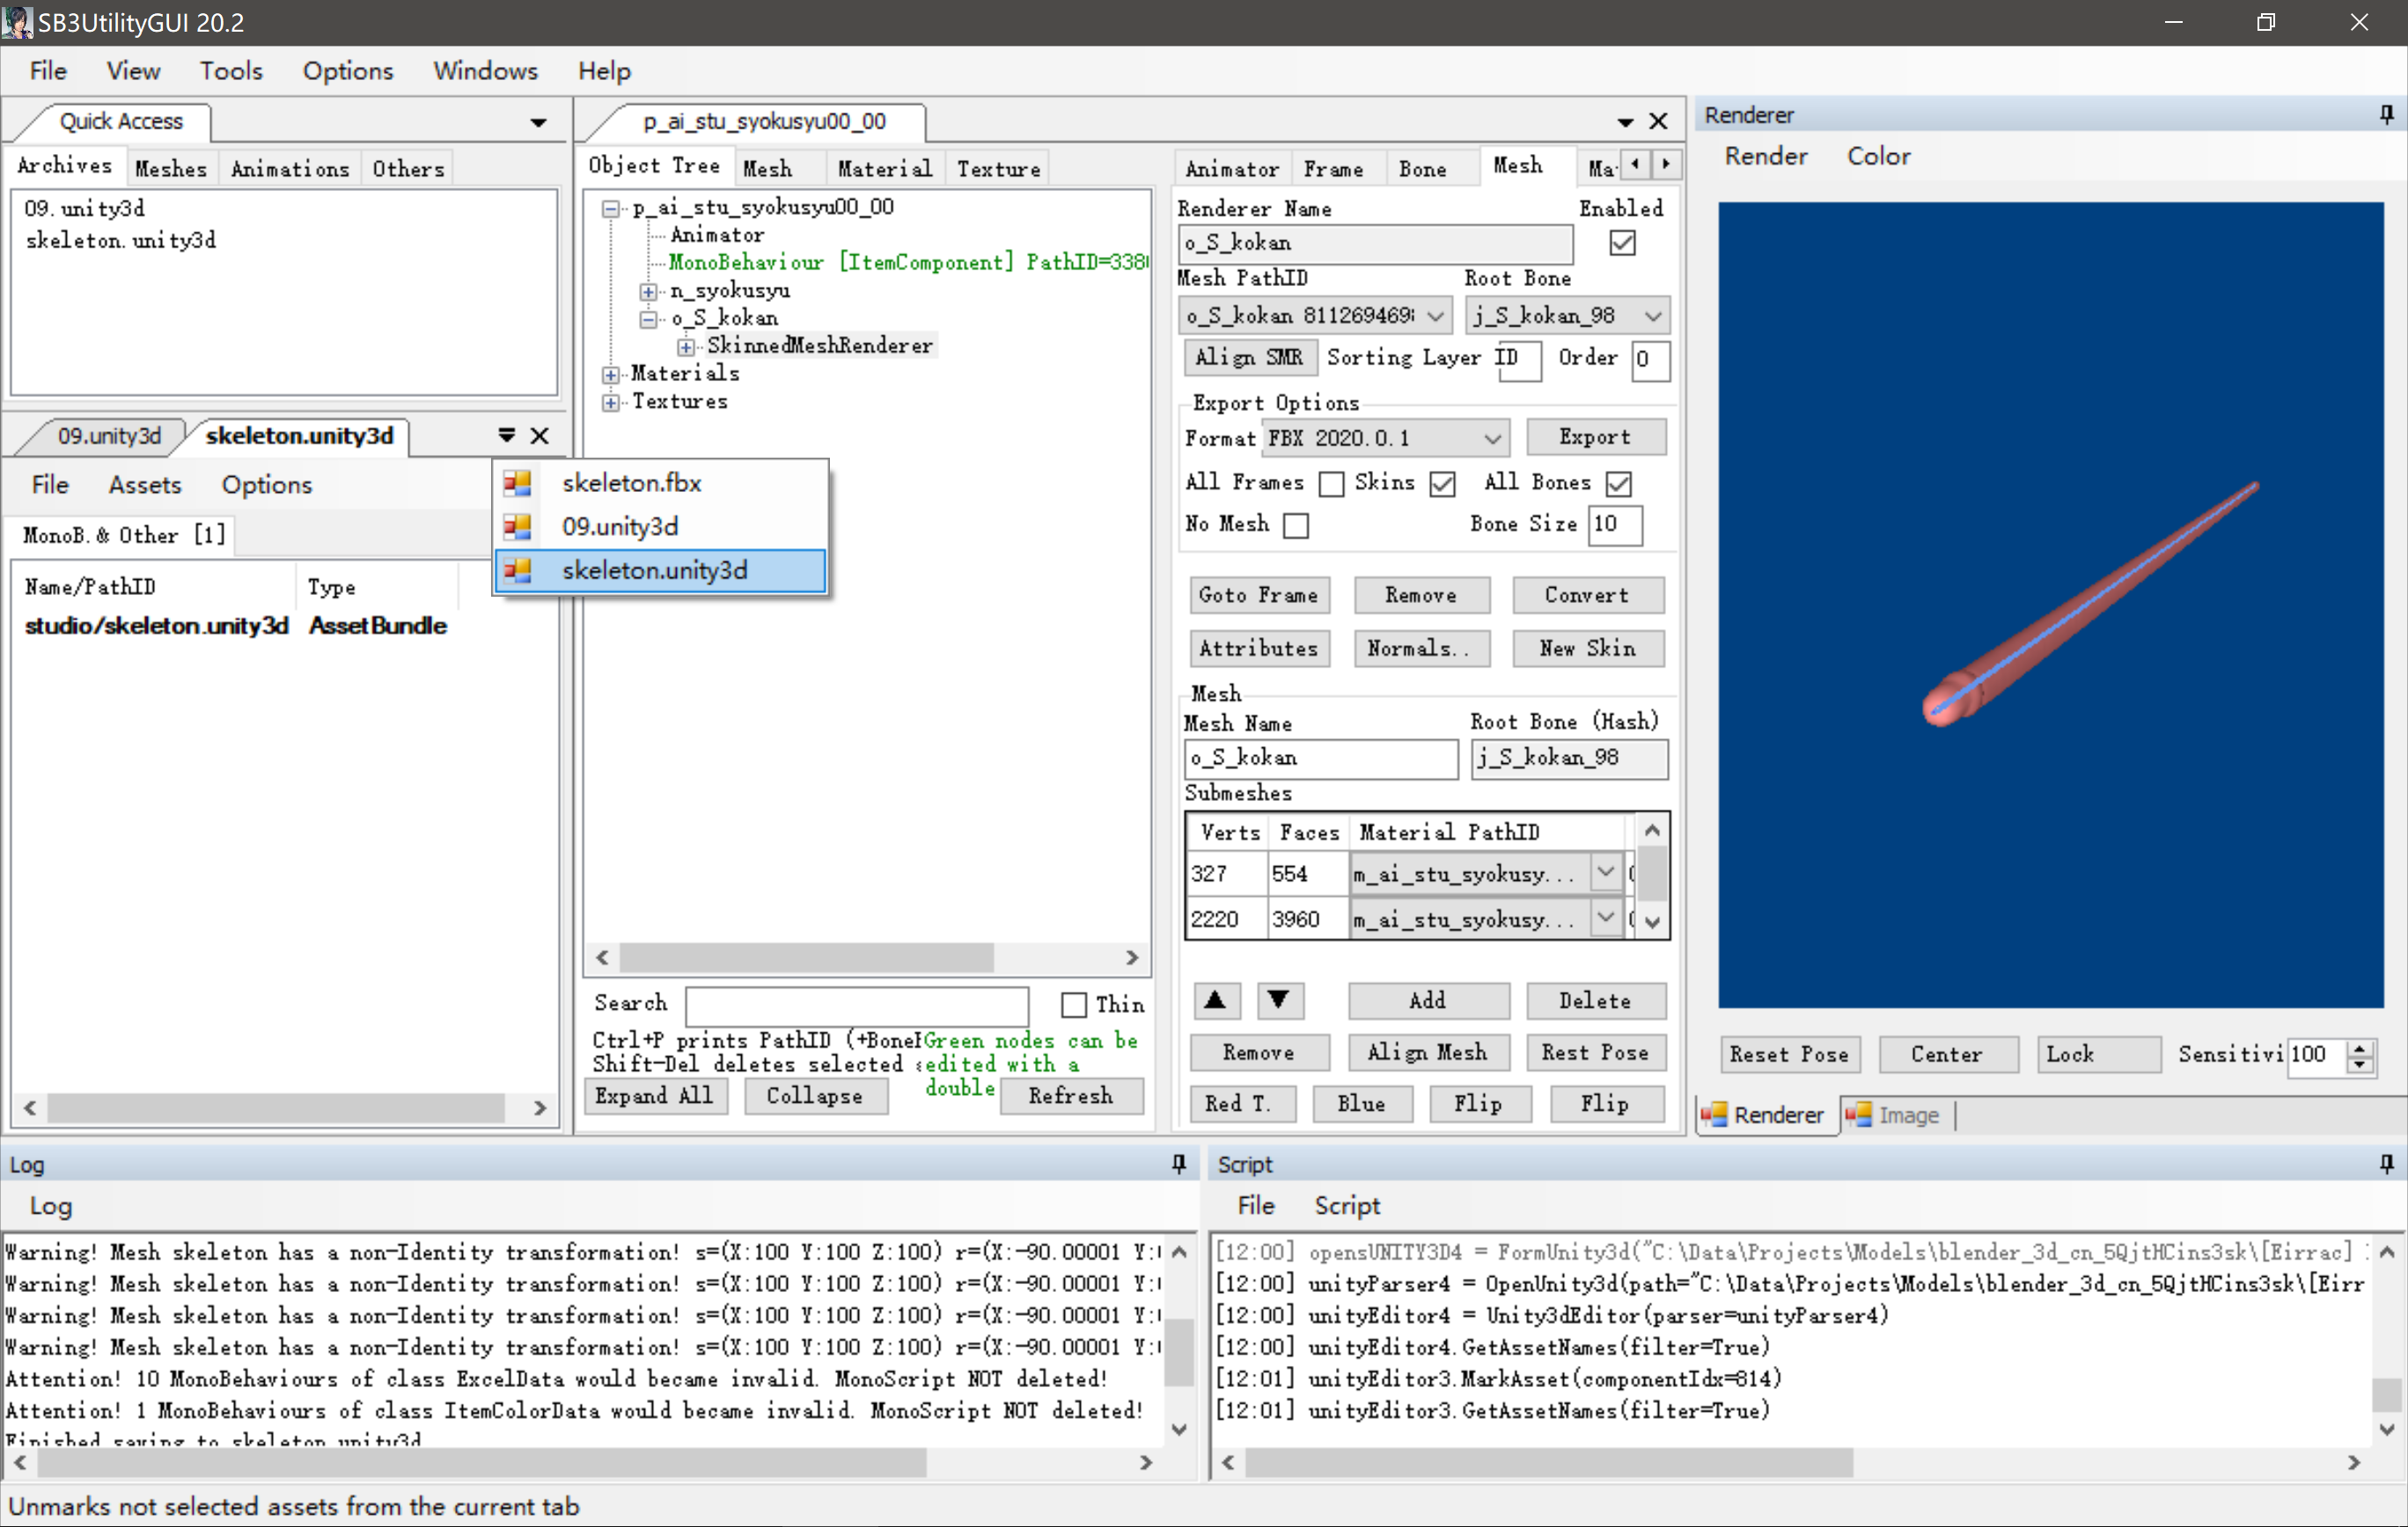 SB3UtilityGUI 20.2
File View Tools Options Windows Help
Quick Access
Archives Meshes Animations Others
09.unity3d
skeleton.unity3d
09.unity3d skeleton.unity3d
File Assets Options
MonoB.& Other [1]
Name/PathID Type
studio/skeleton.unity3d AssetBundle
skeleton.fbx
09.unity3d
skeleton.unity3d
p_ai_stu_syokusyu00_00
Object Tree Mesh Material Texture
p_ai_stu_syokusyu00_00
Animator
MonoBehaviour [ItemComponent] PathID=338
n_syokusyu
o_S_kokan
SkinnedMeshRenderer
Materials
Textures
Search
Thin
Ctrl+P prints PathID (+Bone
Shift-Del deletes selected
Green nodes can be
edited with a
double
Expand All Collapse Refresh
Animator Frame Bone Mesh Ma
Renderer Name Enabled
o_S_kokan
Mesh PathID Root Bone
o_S_kokan 811269469 j_S_kokan_98
Align SMR Sorting Layer ID Order 0
Export Options
Format FBX 2020.0.1 Export
All Frames Skins All Bones
No Mesh Bone Size 10
Goto Frame Remove Convert
Attributes Normals.. New Skin
Mesh
Mesh Name Root Bone (Hash)
o_S_kokan j_S_kokan_98
Submeshes
Verts Faces Material PathID
327 554 m_ai_stu_syokusy...
2220 3960 m_ai_stu_syokusy...
Add Delete
Remove Align Mesh Rest Pose
Red T. Blue Flip Flip
Renderer
Render Color
Reset Pose Center Lock Sensitivi 100
Renderer Image
Log
Log
Warning! Mesh skeleton has a non-Identity transformation! s=(X:100 Y:100 Z:100) r=(X:-90.00001 Y:
Warning! Mesh skeleton has a non-Identity transformation! s=(X:100 Y:100 Z:100) r=(X:-90.00001 Y:
Warning! Mesh skeleton has a non-Identity transformation! s=(X:100 Y:100 Z:100) r=(X:-90.00001 Y:
Warning! Mesh skeleton has a non-Identity transformation! s=(X:100 Y:100 Z:100) r=(X:-90.00001 Y:
Attention! 10 MonoBehaviours of class ExcelData would became invalid. MonoScript NOT deleted!
Attention! 1 MonoBehaviours of class ItemColorData would became invalid. MonoScript NOT deleted!
Finished saving to skeleton.unity3d
Script
File Script
[12:00] opensUNITY3D4 = FormUnity3d("C:\Data\Projects\Models\blender_3d_cn_5QjtHCins3sk\[Eirrac]
[12:00] unityParser4 = OpenUnity3d(path="C:\Data\Projects\Models\blender_3d_cn_5QjtHCins3sk\[Eirr
[12:00] unityEditor4 = Unity3dEditor(parser=unityParser4)
[12:00] unityEditor4.GetAssetNames(filter=True)
[12:01] unityEditor3.MarkAsset(componentIdx=814)
[12:01] unityEditor3.GetAssetNames(filter=True)
Unmarks not selected assets from the current tab